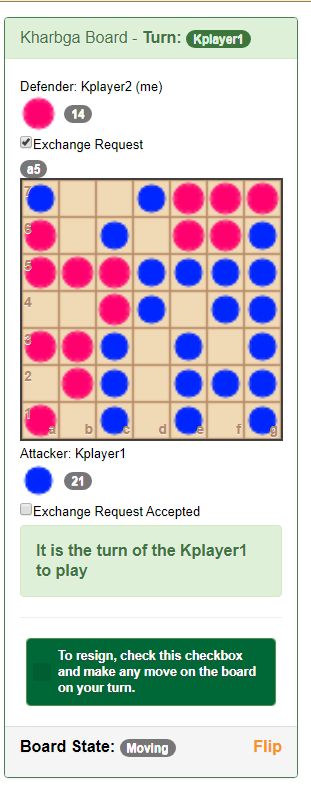 Kharbga Board - Turn: Kplayer1
Defender: Kplayer2 (me)
14
Exchange Request
a5
7
6
5
4
3
2
1 a b c d e f g
Attacker: Kplayer1
21
Exchange Request Accepted
It is the turn of the Kplayer1
to play
To resign, check this checkbox
and make any move on the board
on your turn.
Board State: Moving Flip